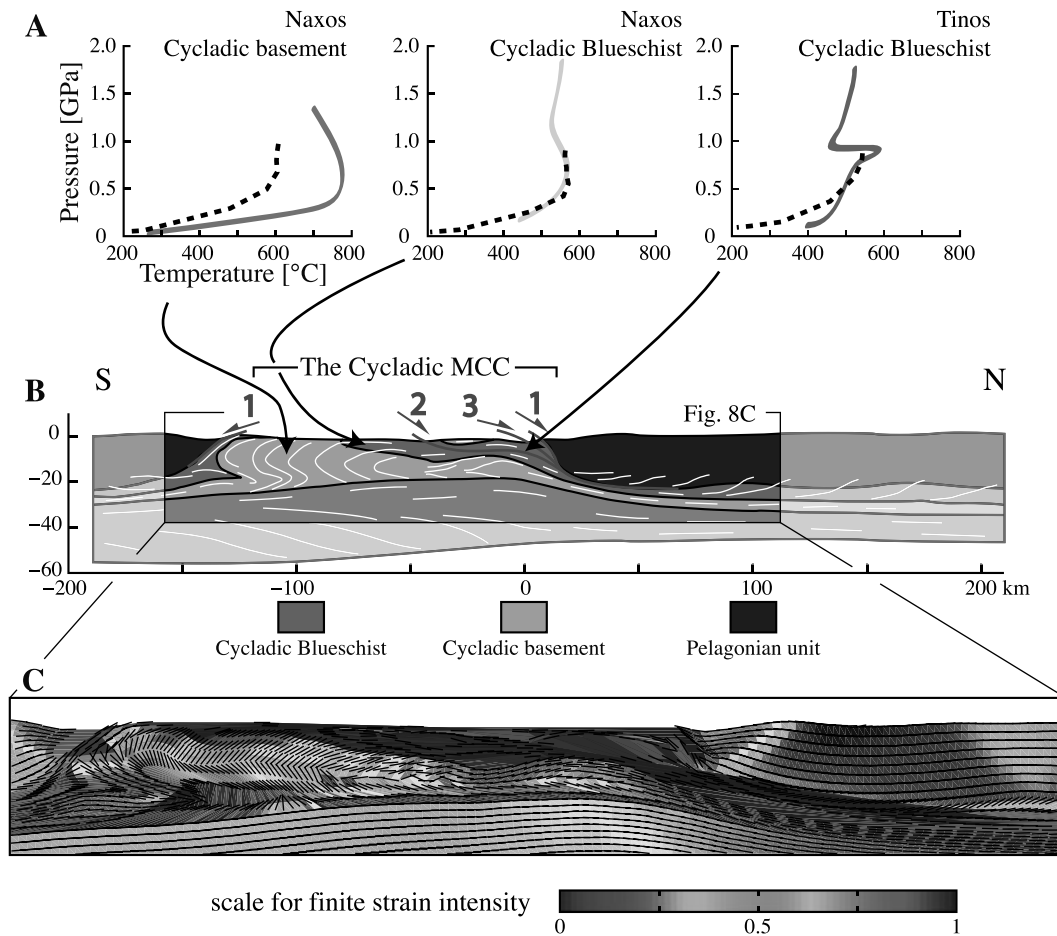 A
Naxos
Cycladic basement
Naxos
Cycladic Blueschist
Tinos
Cycladic Blueschist
Pressure [GPa]
2.0
1.5
1.0
0.5
0
200 400 600 800
2.0
1.5
1.0
0.5
0
200 400 600 800
2.0
1.5
1.0
0.5
0
200 400 600 800
Temperature [°C]
B
S
The Cycladic MCC
N
1 2 3 1
Fig. 8C
0
−20
−40
−60
−200 −100 0 100 200 km
Cycladic Blueschist
Cycladic basement
Pelagonian unit
C
scale for finite strain intensity
0 0.5 1